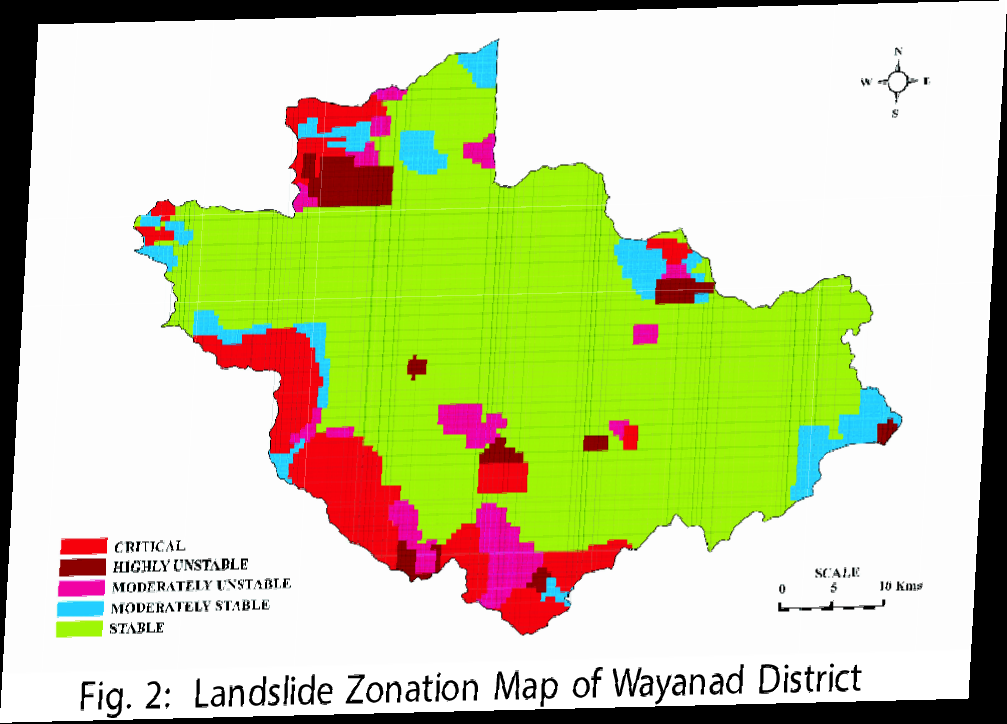 N
W E
S
CRITICAL
HIGHLY UNSTABLE
MODERATELY UNSTABLE
MODERATELY STABLE
STABLE
SCALE
0 5 10 Kms
Fig. 2: Landslide Zonation Map of Wayanad District